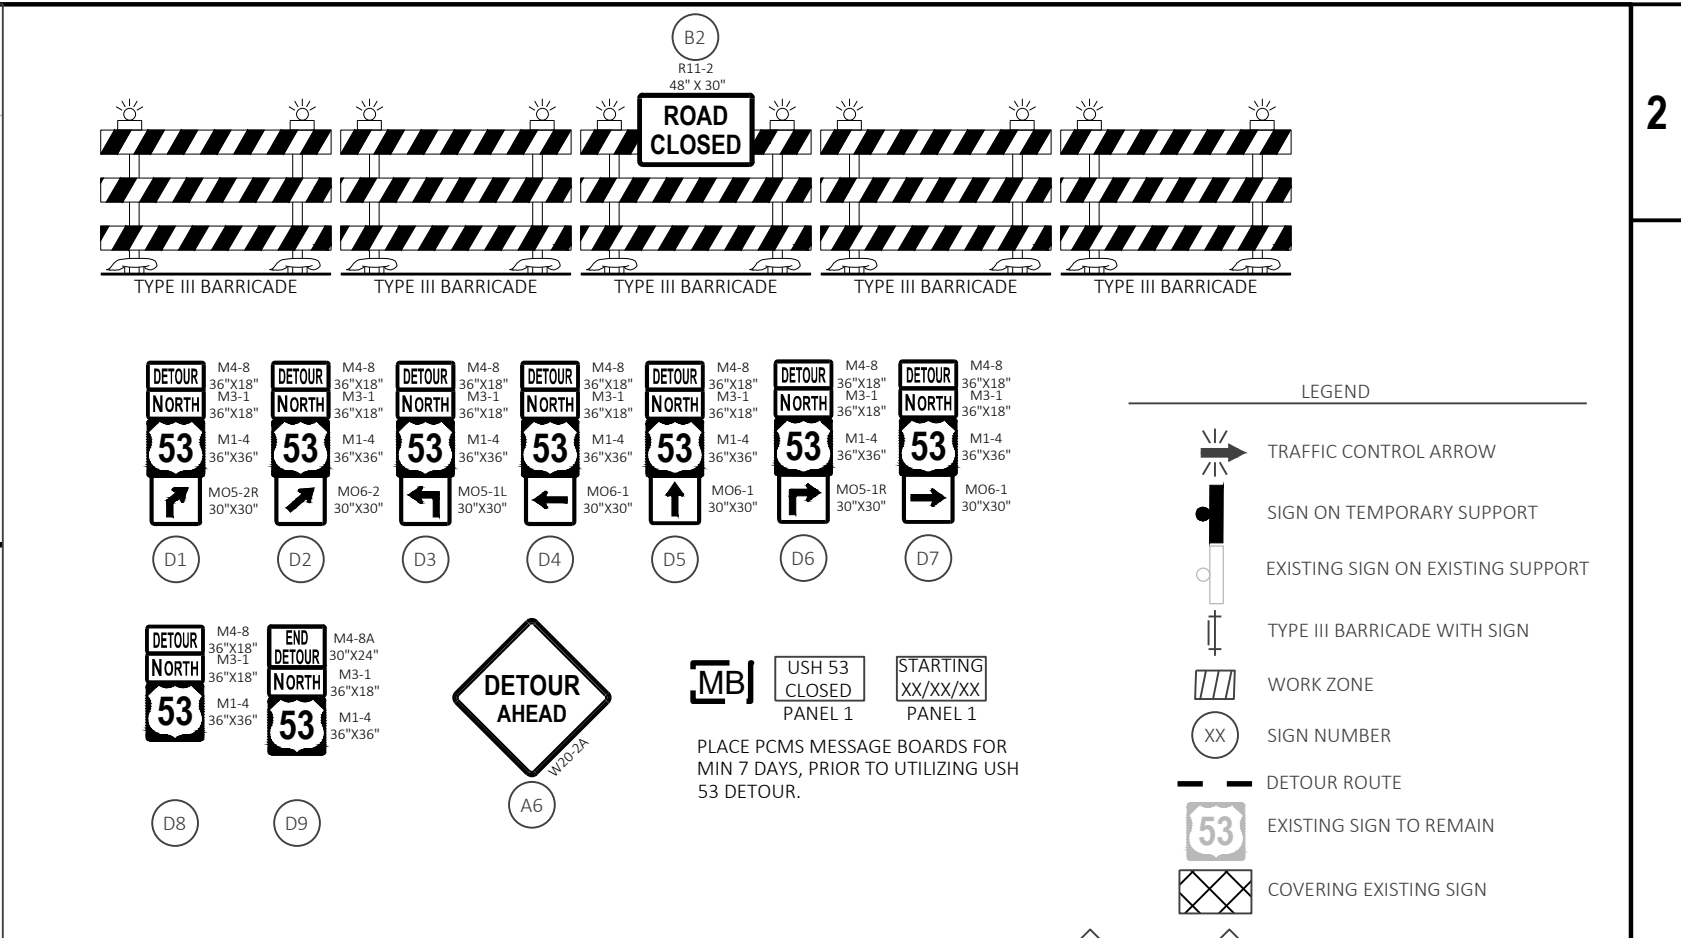 B2
R11-2
48" X 30"
ROAD
CLOSED
2
TYPE III BARRICADE
TYPE III BARRICADE
TYPE III BARRICADE
TYPE III BARRICADE
TYPE III BARRICADE
DETOUR
NORTH
53
M4-8
36"X18"
M3-1
36"X18"
M1-4
36"X36"
MO5-2R
30"X30"
D1
DETOUR
NORTH
53
M4-8
36"X18"
M3-1
36"X18"
M1-4
36"X36"
MO6-2
30"X30"
D2
DETOUR
NORTH
53
M4-8
36"X18"
M3-1
36"X18"
M1-4
36"X36"
MO5-1L
30"X30"
D3
DETOUR
NORTH
53
M4-8
36"X18"
M3-1
36"X18"
M1-4
36"X36"
MO6-1
30"X30"
D4
DETOUR
NORTH
53
M4-8
36"X18"
M3-1
36"X18"
M1-4
36"X36"
MO6-1
30"X30"
D5
DETOUR
NORTH
53
M4-8
36"X18"
M3-1
36"X18"
M1-4
36"X36"
MO5-1R
30"X30"
D6
DETOUR
NORTH
53
M4-8
36"X18"
M3-1
36"X18"
M1-4
36"X36"
MO6-1
30"X30"
D7
DETOUR
NORTH
53
M4-8
36"X18"
M3-1
36"X18"
M1-4
36"X36"
D8
END
DETOUR
NORTH
53
M4-8A
30"X24"
M3-1
36"X18"
M1-4
36"X36"
D9
DETOUR
AHEAD
W20-2A
A6
MB
USH 53
CLOSED
PANEL 1
STARTING
XX/XX/XX
PANEL 1
PLACE PCMS MESSAGE BOARDS FOR
MIN 7 DAYS, PRIOR TO UTILIZING USH
53 DETOUR.
LEGEND
TRAFFIC CONTROL ARROW
SIGN ON TEMPORARY SUPPORT
EXISTING SIGN ON EXISTING SUPPORT
TYPE III BARRICADE WITH SIGN
WORK ZONE
XX
SIGN NUMBER
DETOUR ROUTE
53
EXISTING SIGN TO REMAIN
COVERING EXISTING SIGN